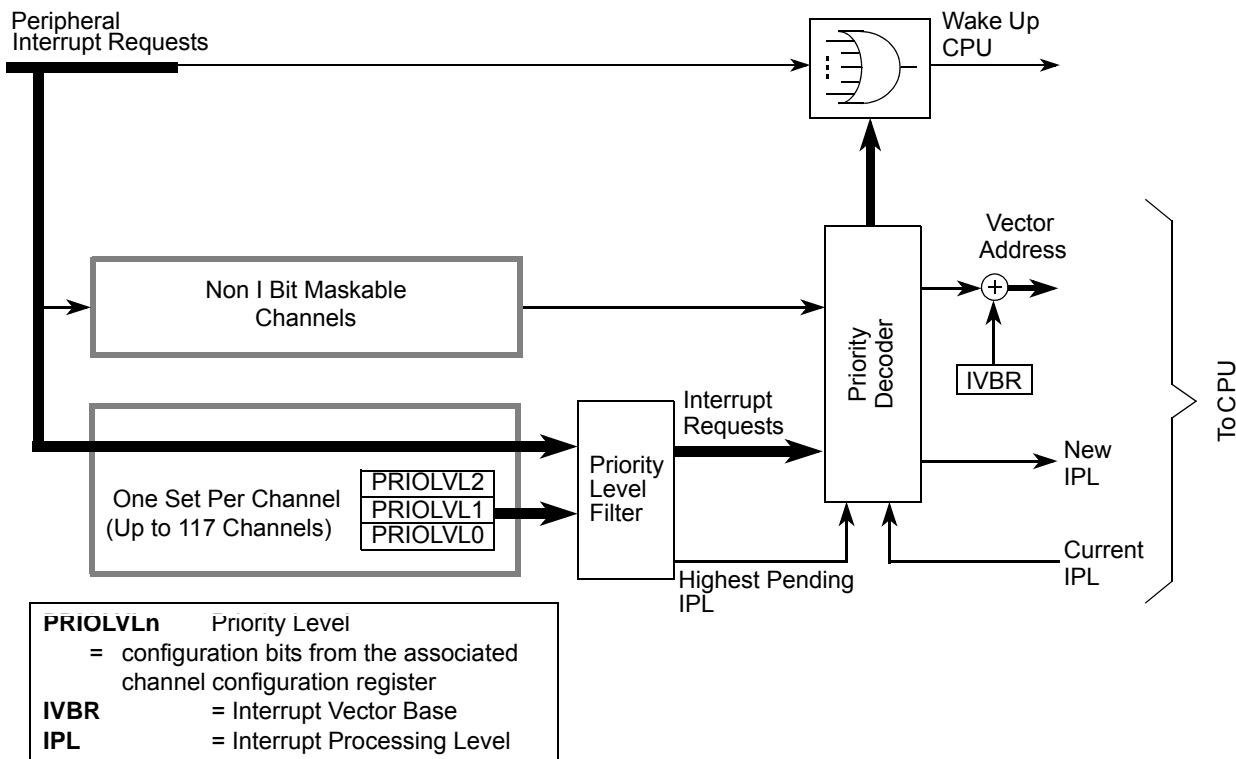 Peripheral
Interrupt Requests
Wake Up
CPU
Vector
Address
Non I Bit Maskable
Channels
Priority
Decoder
IVBR
To CPU
Interrupt
Requests
New
IPL
Priority
Level
Filter
One Set Per Channel
(Up to 117 Channels)
PRIOLVL2
PRIOLVL1
PRIOLVL0
Highest Pending
IPL
Current
IPL
PRIOLVLn Priority Level
= configuration bits from the associated
channel configuration register
IVBR = Interrupt Vector Base
IPL = Interrupt Processing Level